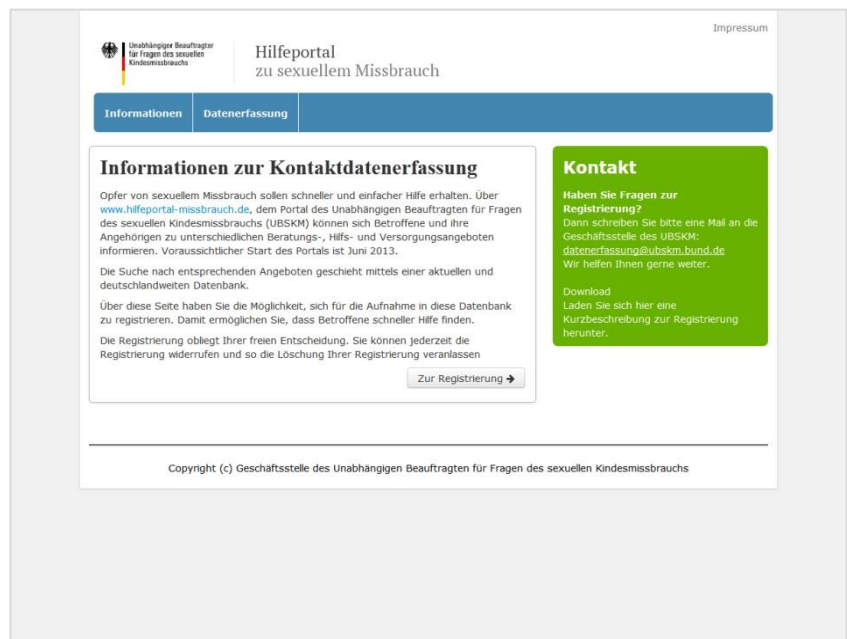 Impressum
Unabhängiger Beauftragter
für Fragen des sexuellen
Kindesmissbrauchs
Hilfeportal
zu sexuellem Missbrauch
Informationen
Datenerfassung
Informationen zur Kontaktdatenerfassung
Opfer von sexuellem Missbrauch sollen schneller und einfacher Hilfe erhalten. Über
www.hilfeportal-missbrauch.de, dem Portal des Unabhängigen Beauftragten für Fragen
des sexuellen Kindesmissbrauchs (UBSKM) können sich Betroffene und ihre
Angehörigen zu unterschiedlichen Beratungs-, Hilfs- und Versorgungsangeboten
informieren. Voraussichtlicher Start des Portals ist Juni 2013.
Die Suche nach entsprechenden Angeboten geschieht mittels einer aktuellen und
deutschlandweiten Datenbank.
Über diese Seite haben Sie die Möglichkeit, sich für die Aufnahme in diese Datenbank
zu registrieren. Damit ermöglichen Sie, dass Betroffene schneller Hilfe finden.
Die Registrierung obliegt Ihrer freien Entscheidung. Sie können jederzeit die
Registrierung widerrufen und so die Löschung Ihrer Registrierung veranlassen
Zur Registrierung →
Kontakt
Haben Sie Fragen zur
Registrierung?
Dann schreiben Sie bitte eine Mail an die
Geschäftsstelle des UBSKM:
datenerfassung@ubskm.bund.de
Wir helfen Ihnen gerne weiter.
Download
Laden Sie sich hier eine
Kurzbeschreibung zur Registrierung
herunter.
Copyright (c) Geschäftsstelle des Unabhängigen Beauftragten für Fragen des sexuellen Kindesmissbrauchs